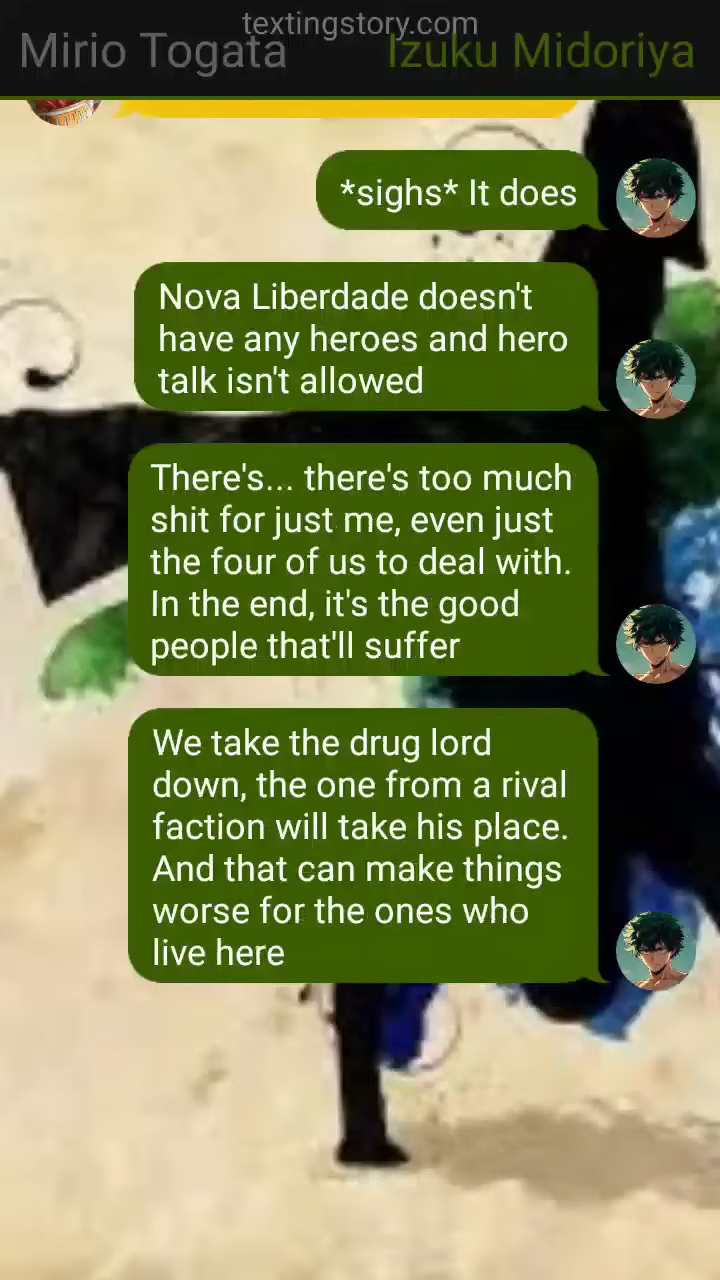 textingstory.com
Mirio Togata
Izuku Midoriya
*sighs* It does
Nova Liberdade doesn't
have any heroes and hero
talk isn't allowed
There's... there's too much
shit for just me, even just
the four of us to deal with.
In the end, it's the good
people that'll suffer
We take the drug lord
down, the one from a rival
faction will take his place.
And that can make things
worse for the ones who
live here